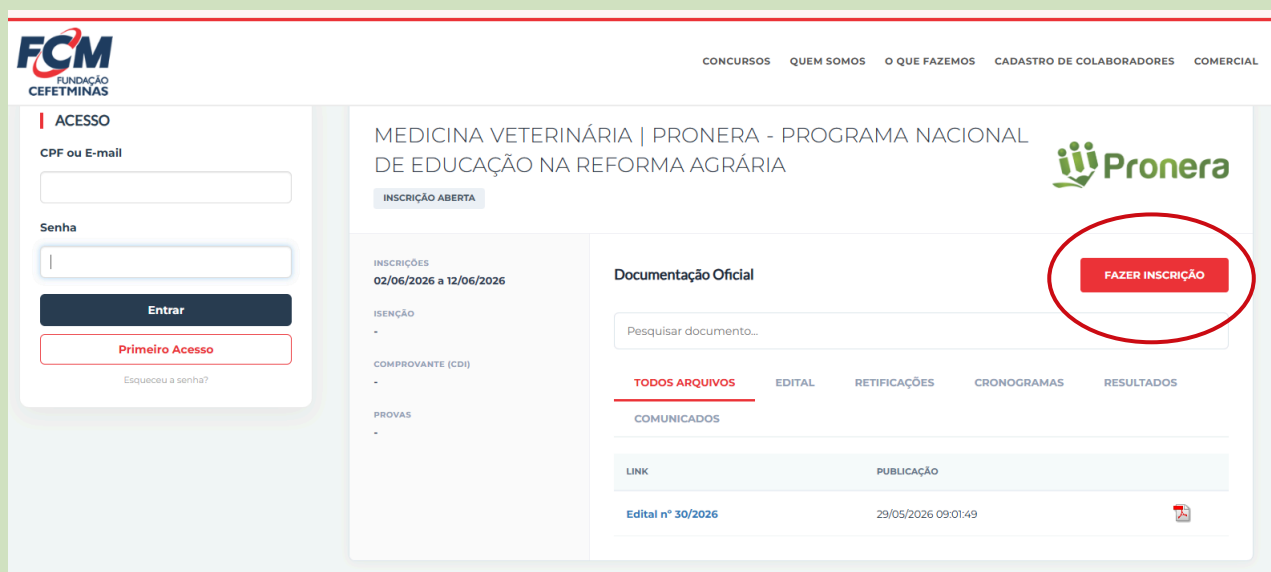 FCM
FUNDAÇÃO
CEFETMINAS
CONCURSOS QUEM SOMOS O QUE FAZEMOS CADASTRO DE COLABORADORES COMERCIAL
ACESSO
CPF ou E-mail
Senha
Entrar
Primeiro Acesso
Esqueceu a senha?
MEDICINA VETERINÁRIA | PRONERA - PROGRAMA NACIONAL
DE EDUCAÇÃO NA REFORMA AGRÁRIA
INSCRIÇÃO ABERTA
Pronera
INSCRIÇÕES
02/06/2026 a 12/06/2026
ISENÇÃO
-
COMPROVANTE (CDI)
-
PROVAS
-
Documentação Oficial
FAZER INSCRIÇÃO
Pesquisar documento...
TODOS ARQUIVOS EDITAL RETIFICAÇÕES CRONOGRAMAS RESULTADOS
COMUNICADOS
LINK PUBLICAÇÃO
Edital nº 30/2026 29/05/2026 09:01:49